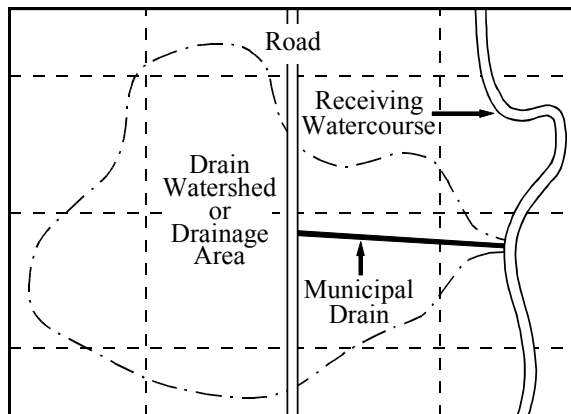 Road
Receiving
Watercourse
Drain
Watershed
or
Drainage
Area
Municipal
Drain